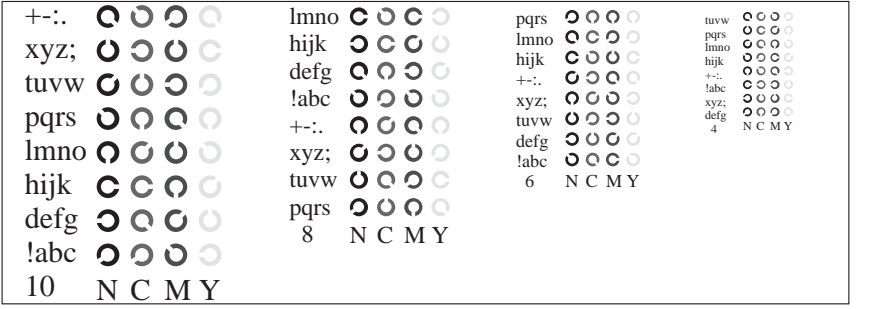 +-:.
xyz;
tuvw
pqrs
lmno
hijk
defg
!abc
10 N C M Y
lmno
hijk
defg
!abc
+-:.
xyz;
tuvw
pqrs
8 N C M Y
pqrs
lmno
hijk
+-:.
xyz;
tuvw
defg
!abc
6 N C M Y
tuvw
pqrs
lmno
hijk
+-:.
!abc
xyz;
defg
4 N C M Y